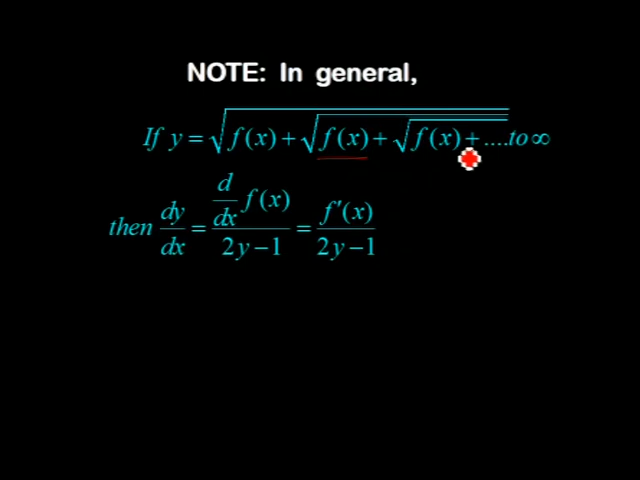 NOTE: In general,
If y = √(f(x) + √(f(x) + √(f(x) + ....to ∞
then dy/dx = (d/dx f(x))/(2y − 1) = f′(x)/(2y − 1)